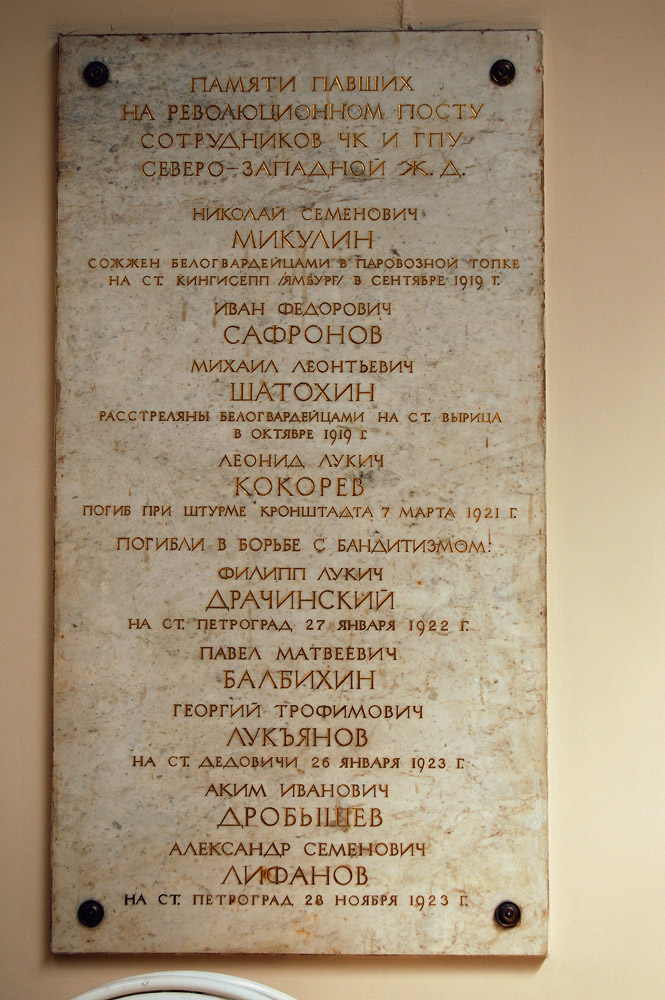 ПАМЯТИ ПАВШИХ
НА РЕВОЛЮЦИОННОМ ПОСТУ
СОТРУДНИКОВ ЧК И ГПУ
СЕВЕРО-ЗАПАДНОЙ Ж.Д.
НИКОЛАЙ СЕМЕНОВИЧ
МИКУЛИН
СОЖЖЕН БЕЛОГВАРДЕЙЦАМИ В ПАРОВОЗНОЙ ТОПКЕ
НА СТ. КИНГИСЕПП /ЯМБУРГ/ В СЕНТЯБРЕ 1919 Г.
ИВАН ФЕДОРОВИЧ
САФРОНОВ
МИХАИЛ ЛЕОНТЬЕВИЧ
ШАТОХИН
РАССТРЕЛЯНЫ БЕЛОГВАРДЕЙЦАМИ НА СТ. ВЫРИЦА
В ОКТЯБРЕ 1919 Г.
ЛЕОНИД ЛУКИЧ
КОКОРЕВ
ПОГИБ ПРИ ШТУРМЕ КРОНШТАДТА 7 МАРТА 1921 Г.
ПОГИБЛИ В БОРЬБЕ С БАНДИТИЗМОМ:
ФИЛИПП ЛУКИЧ
ДРАЧИНСКИЙ
НА СТ. ПЕТРОГРАД 27 ЯНВАРЯ 1922 Г.
ПАВЕЛ МАТВЕЕВИЧ
БАЛБИХИН
ГЕОРГИЙ ТРОФИМОВИЧ
ЛУКЪЯНОВ
НА СТ. ДЕДОВИЧИ 26 ЯНВАРЯ 1923 Г.
АКИМ ИВАНОВИЧ
ДРОБЫШЕВ
АЛЕКСАНДР СЕМЕНОВИЧ
ЛИФАНОВ
НА СТ. ПЕТРОГРАД 28 НОЯБРЯ 1923 Г.